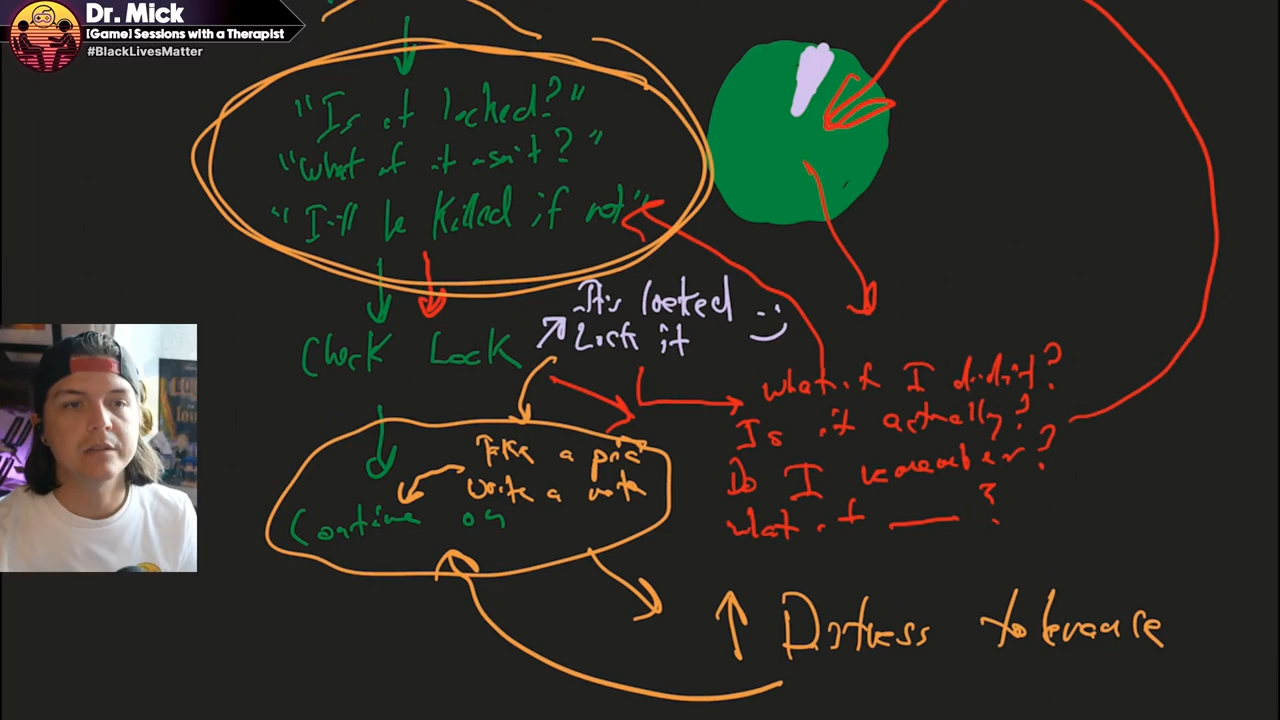 Dr. Mick
[Game] Sessions with a Therapist
#BlackLivesMatter
"Is it locked?"
"What if it isn't?"
"I'll be killed if not"
It's locked :)
Lock it
Check Lock
What if I didn't?
Is it actually?
Do I remember?
what if ___ ?
Take a pic
write a note
Continue on
↑ Distress tolerance